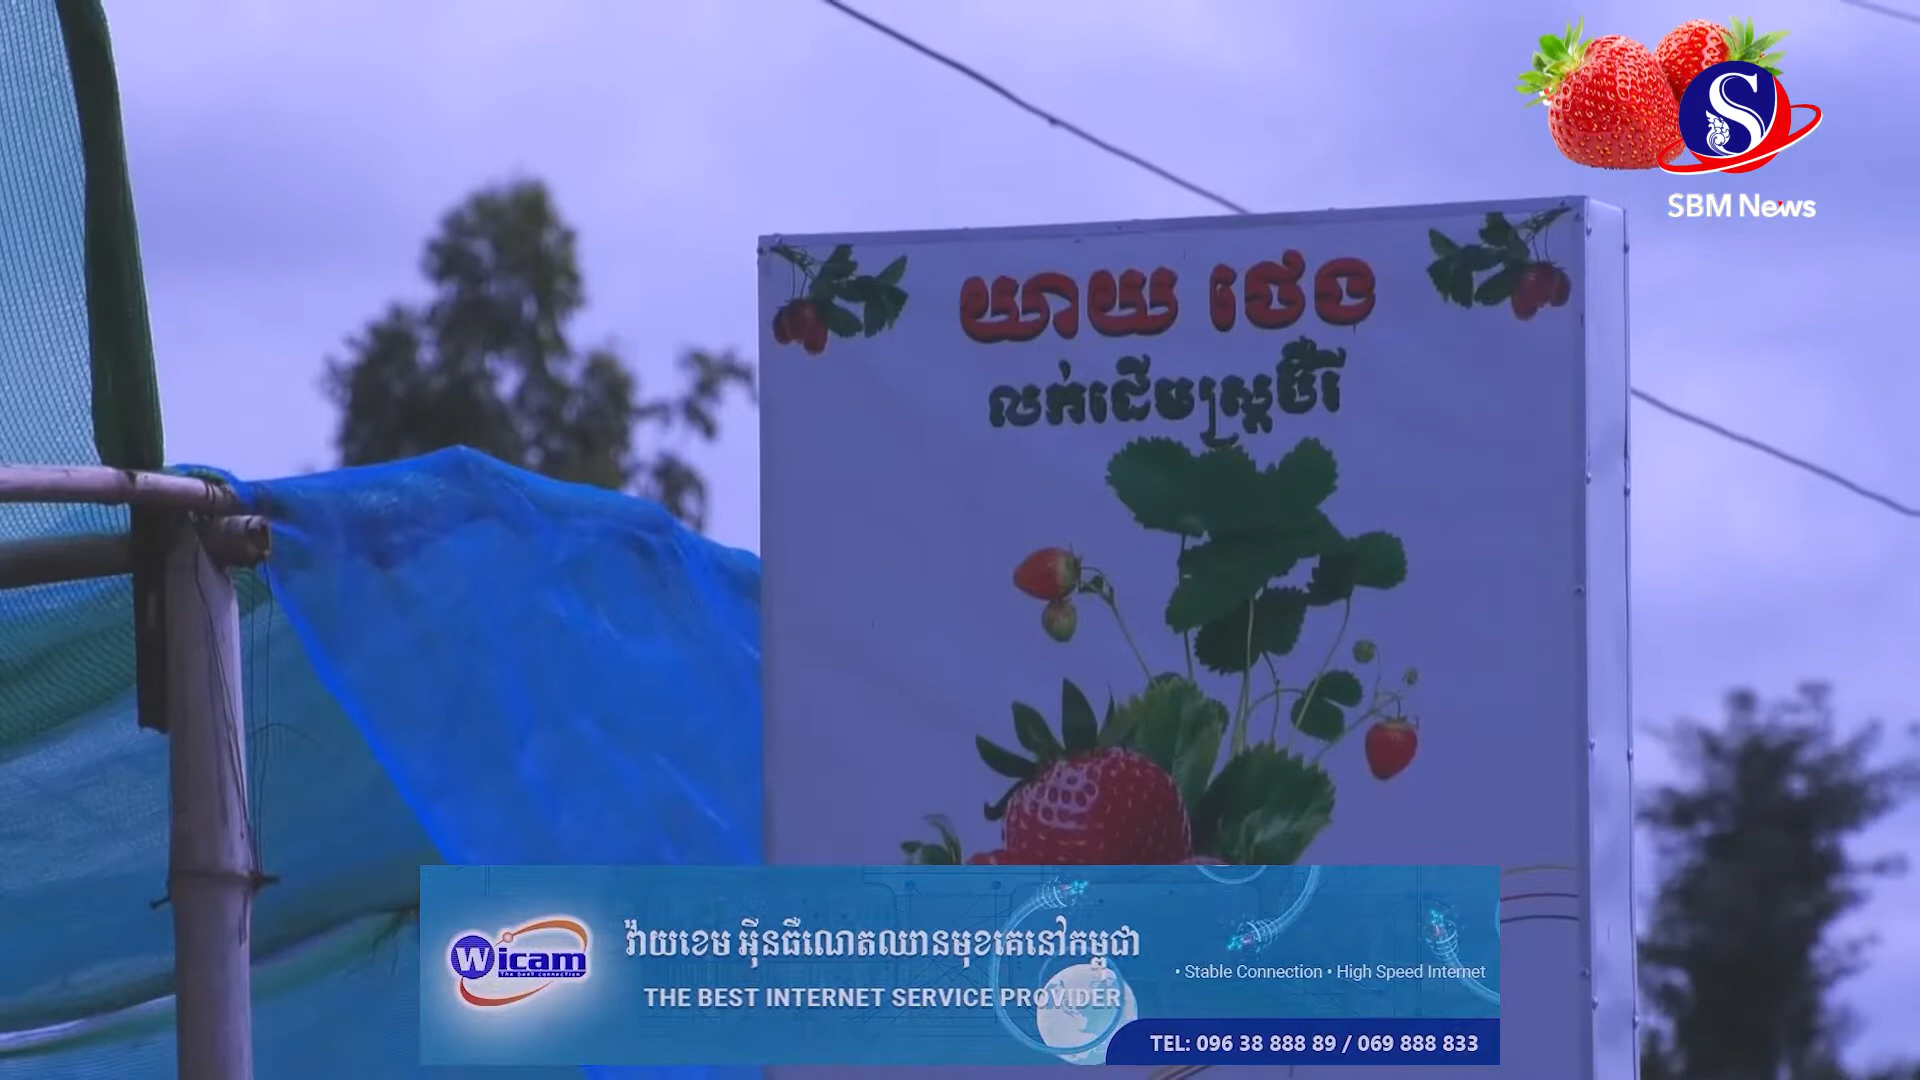 S
SBM News
យាយ ថេង
លក់ដើមស្ត្របឺរី
Wicam
The best connection
វ៉ាយខេម អ៊ីនធឺណេតឈានមុខគេនៅកម្ពុជា
THE BEST INTERNET SERVICE PROVIDER
• Stable Connection • High Speed Internet
TEL: 096 38 888 89 / 069 888 833